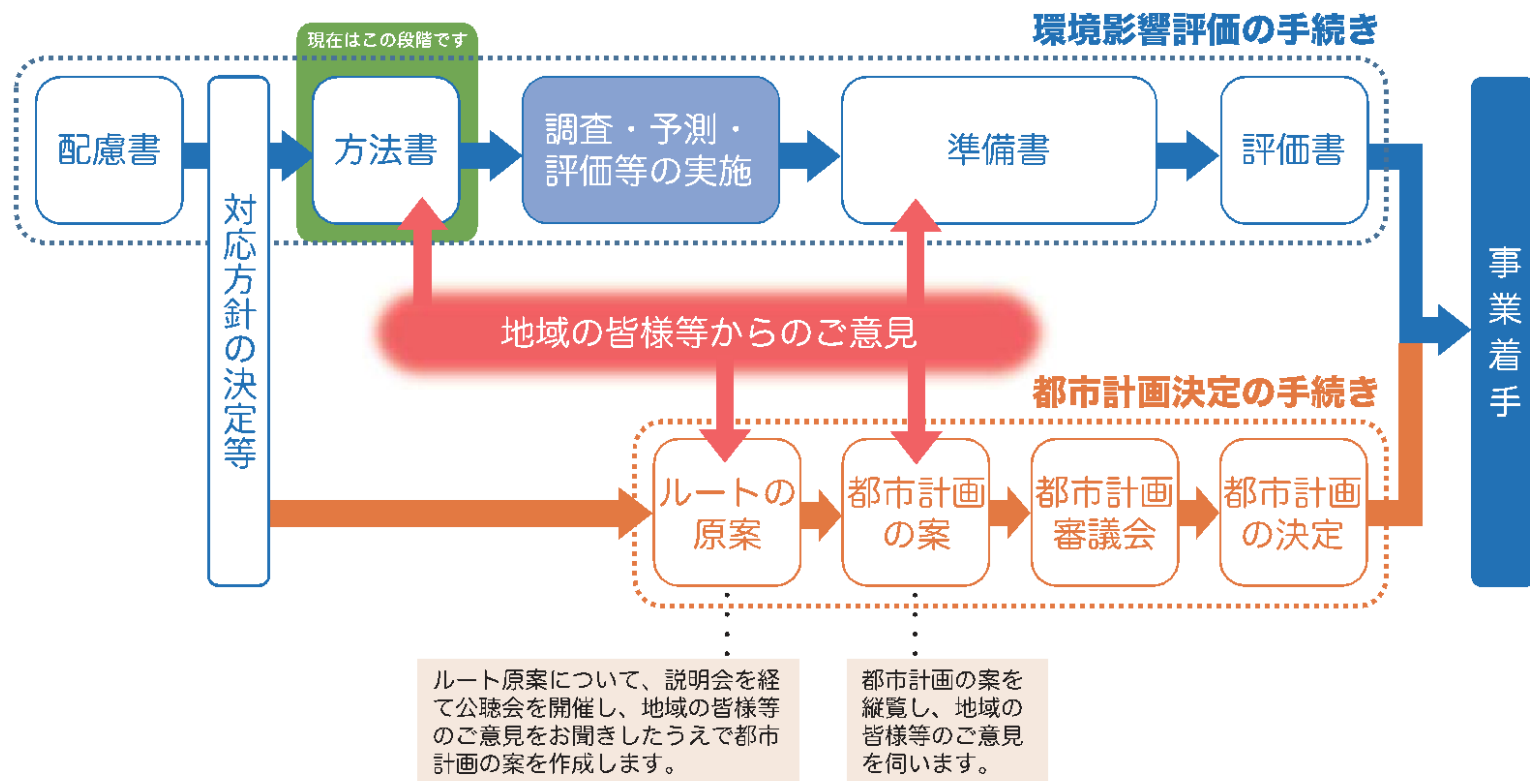 環境影響評価の手続き
現在はこの段階です
配慮書
対応方針の決定等
方法書
調査・予測・
評価等の実施
準備書
評価書
事業着手
地域の皆様等からのご意見
都市計画決定の手続き
ルートの
原案
都市計画
の案
都市計画
審議会
都市計画
の決定
ルート原案について、説明会を経
て公聴会を開催し、地域の皆様等
のご意見をお聞きしたうえで都市
計画の案を作成します。
都市計画の案を
縦覧し、地域の
皆様等のご意見
を伺います。